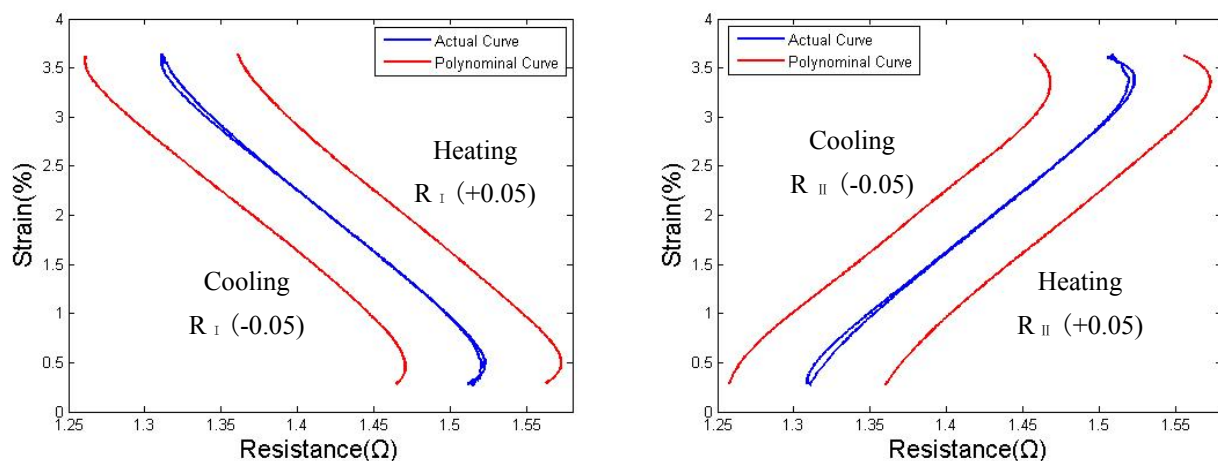 4
3.5
3
2.5
2
1.5
1
0.5
0
Strain(%)
1.25 1.3 1.35 1.4 1.45 1.5 1.55
Resistance(Ω)
Actual Curve
Polynominal Curve
Heating
R I (+0.05)
Cooling
R I (-0.05)
4
3.5
3
2.5
2
1.5
1
0.5
0
Strain(%)
1.25 1.3 1.35 1.4 1.45 1.5 1.55
Resistance(Ω)
Actual Curve
Polynominal Curve
Cooling
R II (-0.05)
Heating
R II (+0.05)